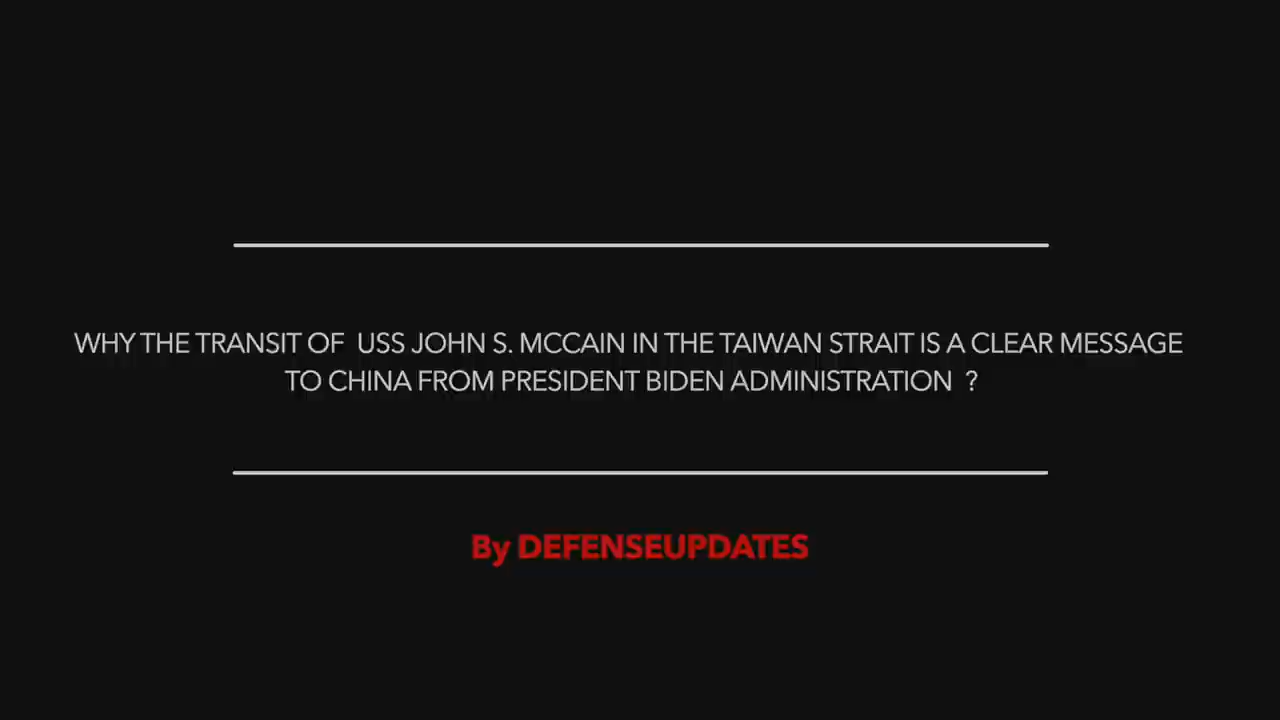 WHY THE TRANSIT OF  USS JOHN S. MCCAIN IN THE TAIWAN STRAIT IS A CLEAR MESSAGE
TO CHINA FROM PRESIDENT BIDEN ADMINISTRATION  ?
By DEFENSEUPDATES